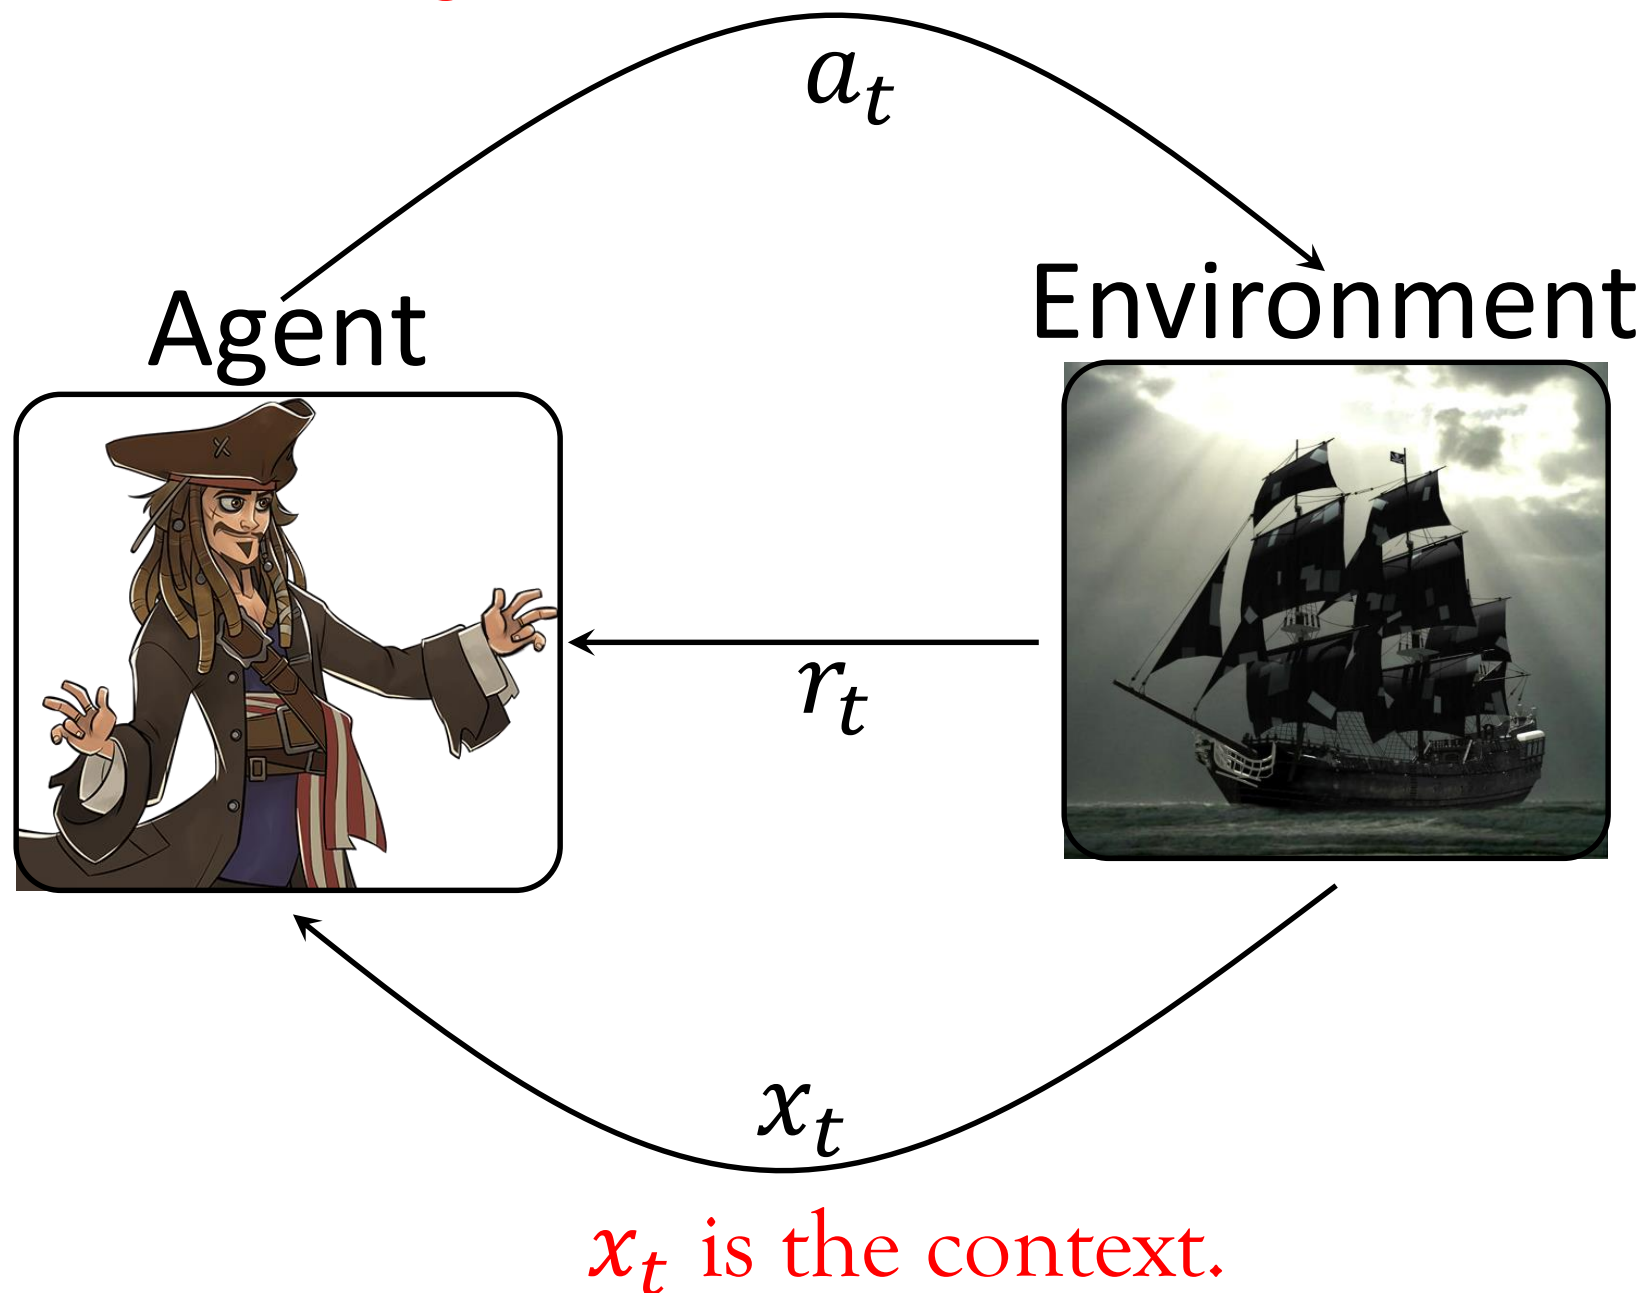 a_t
Environment
Agent
r_t
x_t
x_t is the context.